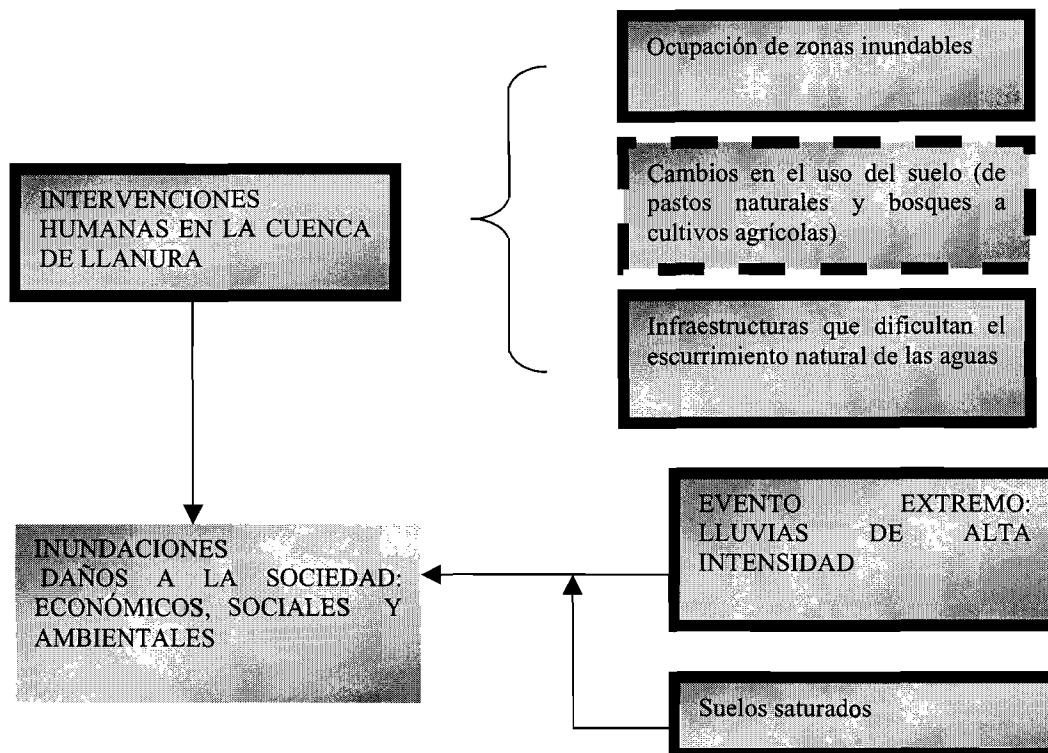 Ocupación de zonas inundables
Cambios en el uso del suelo (de
pastos naturales y bosques a
cultivos agrícolas)
Infraestructuras que dificultan el
escurrimiento natural de las aguas
INTERVENCIONES
HUMANAS EN LA CUENCA
DE LLANURA
INUNDACIONES
DAÑOS A LA SOCIEDAD:
ECONÓMICOS, SOCIALES Y
AMBIENTALES
EVENTO EXTREMO:
LLUVIAS DE ALTA
INTENSIDAD
Suelos saturados